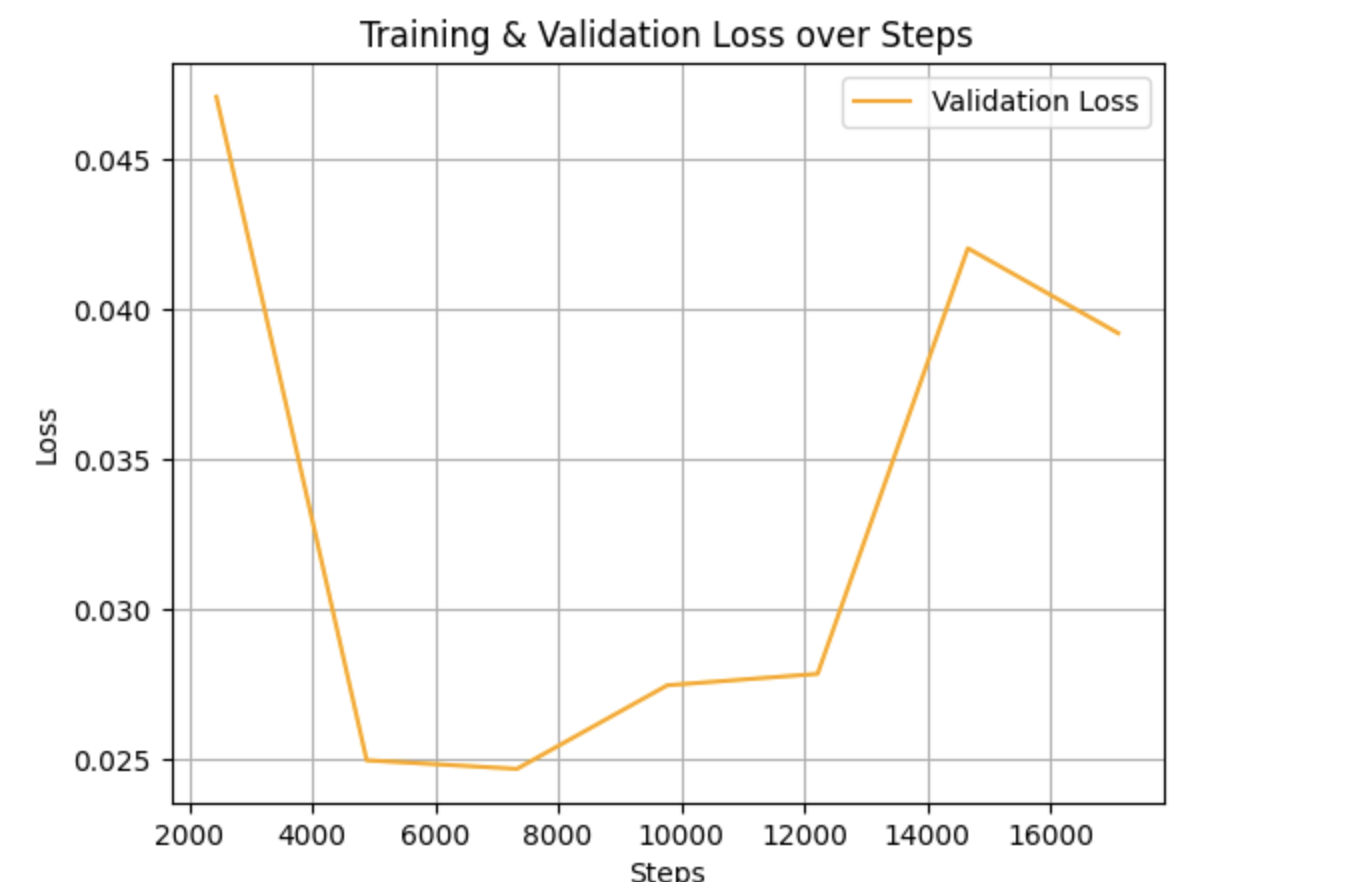 Training & Validation Loss over Steps
Validation Loss
0.045
0.040
0.035
0.030
0.025
Loss
2000 4000 6000 8000 10000 12000 14000 16000
Steps